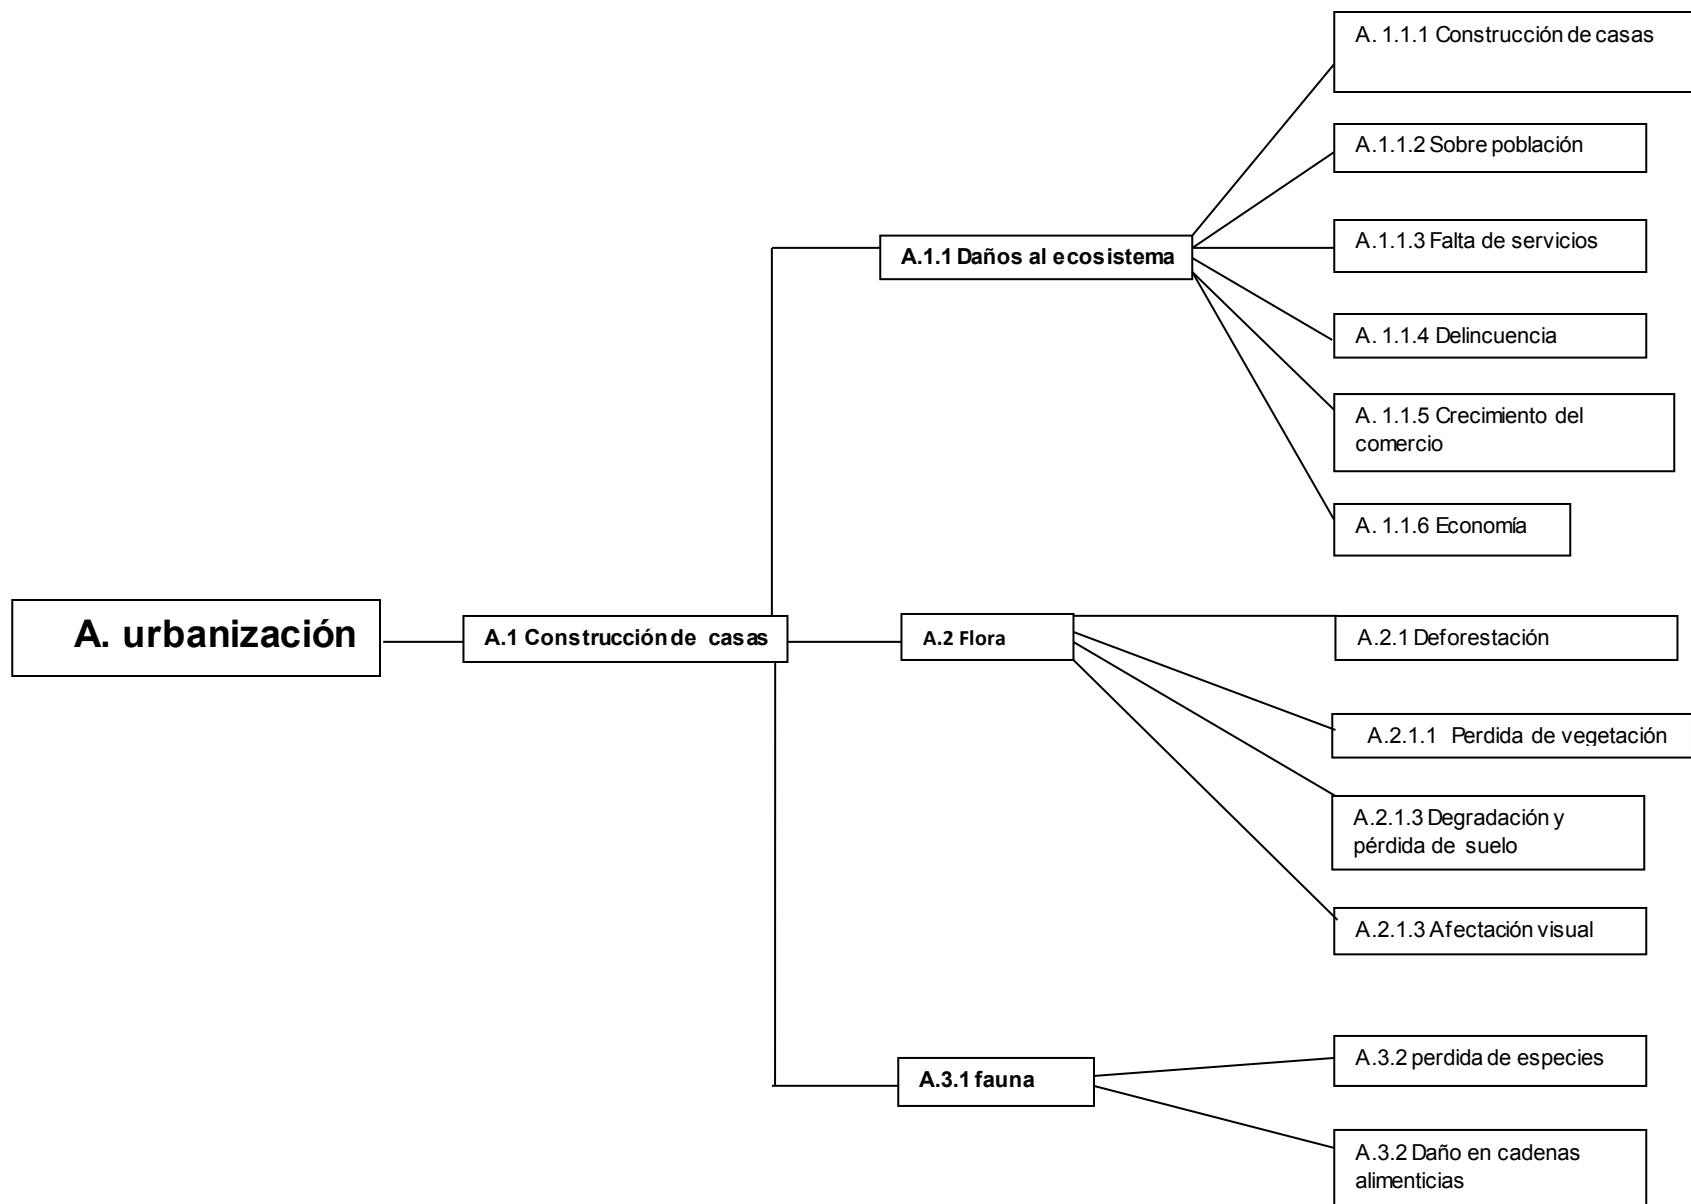 A. urbanización
A.1 Construcción de casas
A.1.1 Daños al ecosistema
A. 1.1.1 Construcción de casas
A.1.1.2 Sobre población
A.1.1.3 Falta de servicios
A. 1.1.4 Delincuencia
A. 1.1.5 Crecimiento del
comercio
A. 1.1.6 Economía
A.2 Flora
A.2.1 Deforestación
A.2.1.1 Perdida de vegetación
A.2.1.3 Degradación y
pérdida de suelo
A.2.1.3 Afectación visual
A.3.1 fauna
A.3.2 perdida de especies
A.3.2 Daño en cadenas
alimenticias